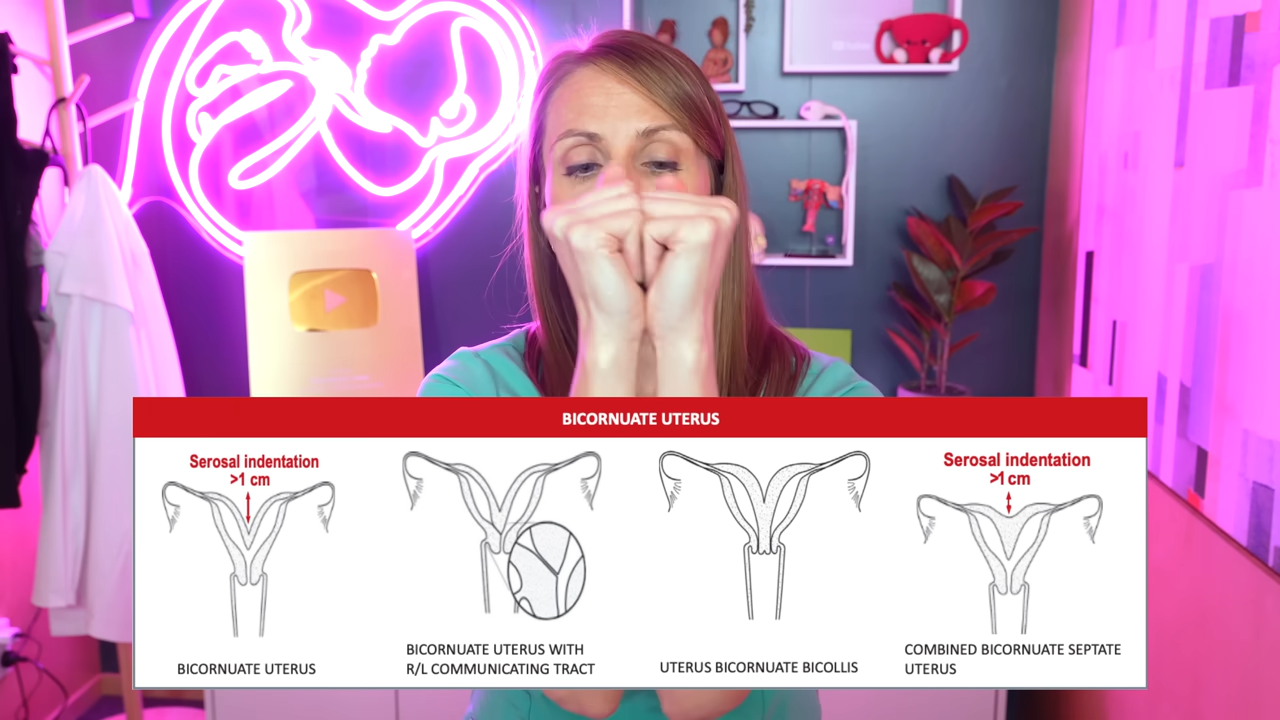 BICORNUATE UTERUS
Serosal indentation
>1 cm
BICORNUATE UTERUS
BICORNUATE UTERUS WITH
R/L COMMUNICATING TRACT
UTERUS BICORNUATE BICOLLIS
Serosal indentation
>1 cm
COMBINED BICORNUATE SEPTATE
UTERUS